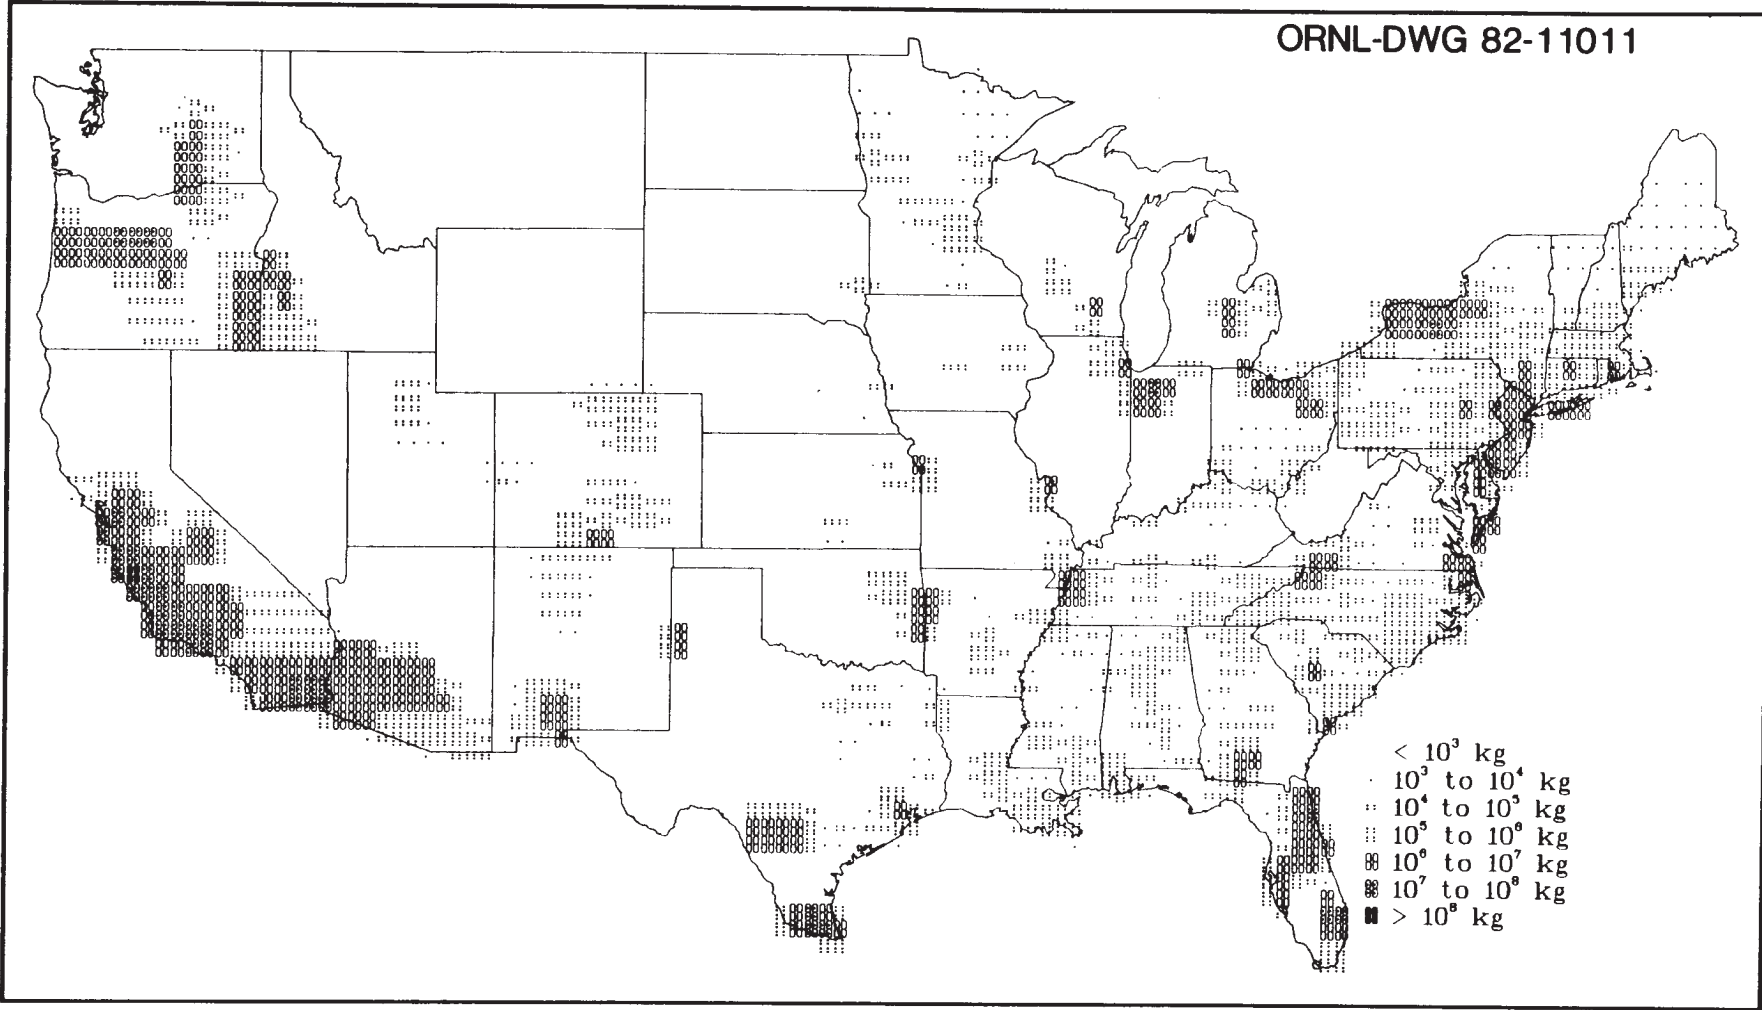 ORNL-DWG 82-11011
< 10³ kg
· 10³ to 10⁴ kg
10⁴ to 10⁵ kg
10⁵ to 10⁶ kg
10⁶ to 10⁷ kg
10⁷ to 10⁸ kg
> 10⁸ kg